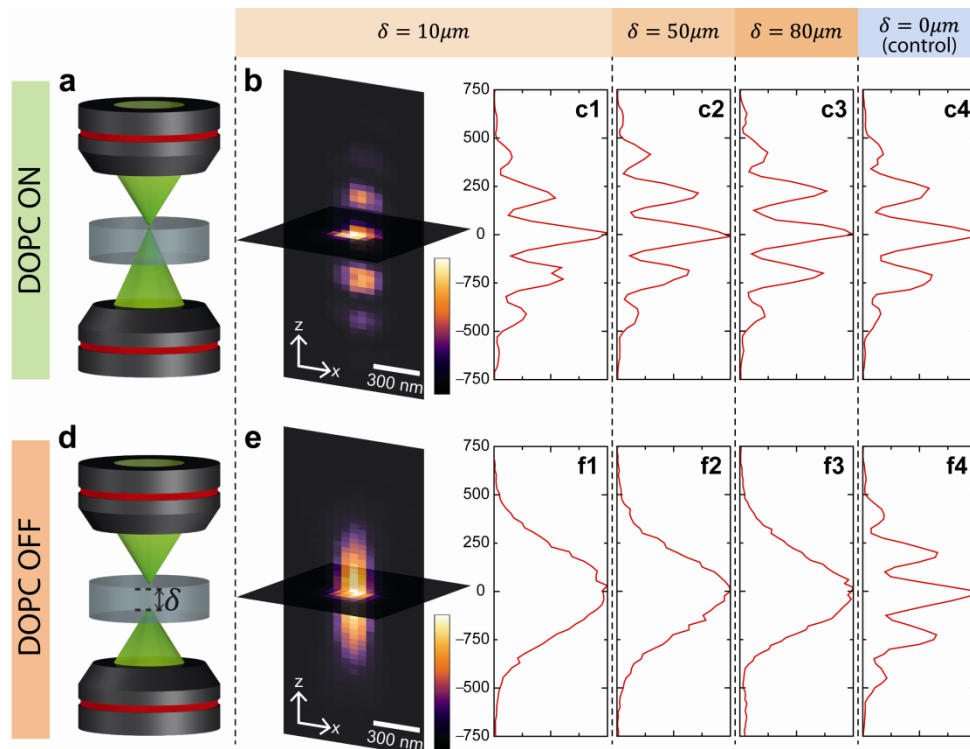 δ = 10μm
δ = 50μm
δ = 80μm
δ = 0μm
(control)
DOPC ON
a
b
z
x
300 nm
750
500
250
0
−750
−500
−750
c1
c2
c3
c4
DOPC OFF
d
δ
e
z
x
300 nm
750
500
250
0
−750
−500
750
f1
f2
f3
f4